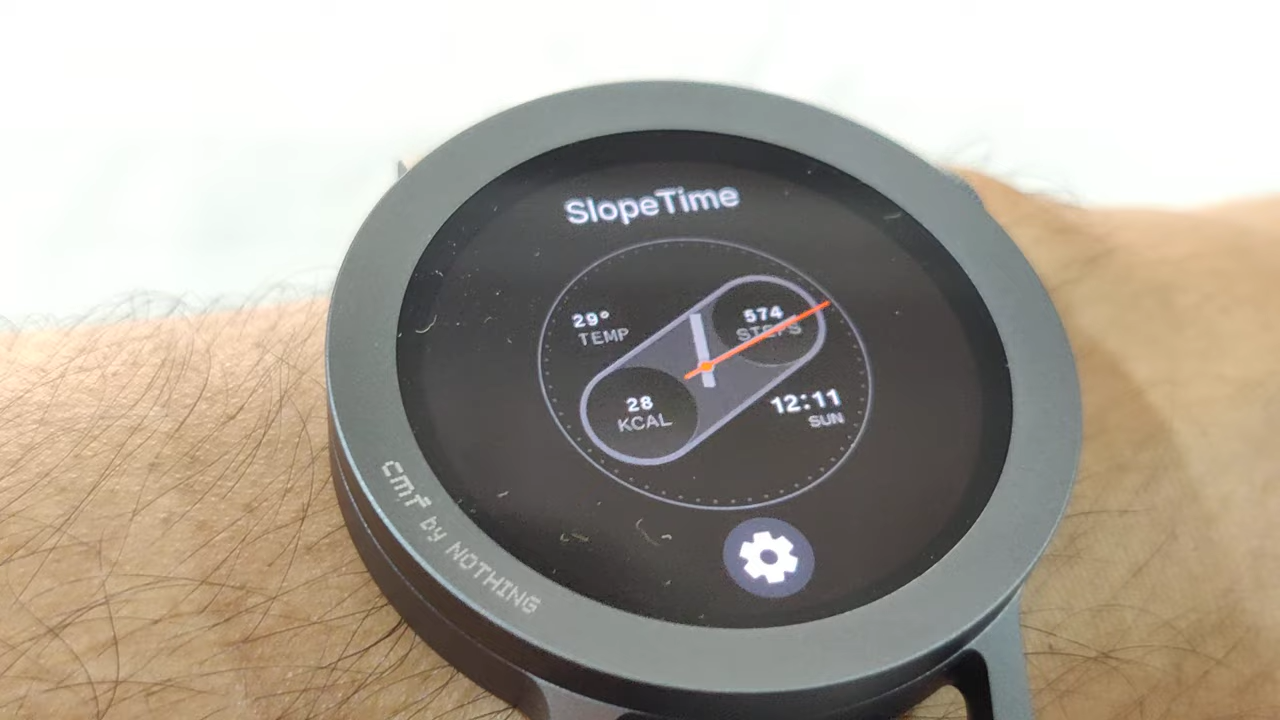 SlopeTime
29°
TEMP
574
STEPS
28
KCAL
12:11
SUN
cmf by NOTHING